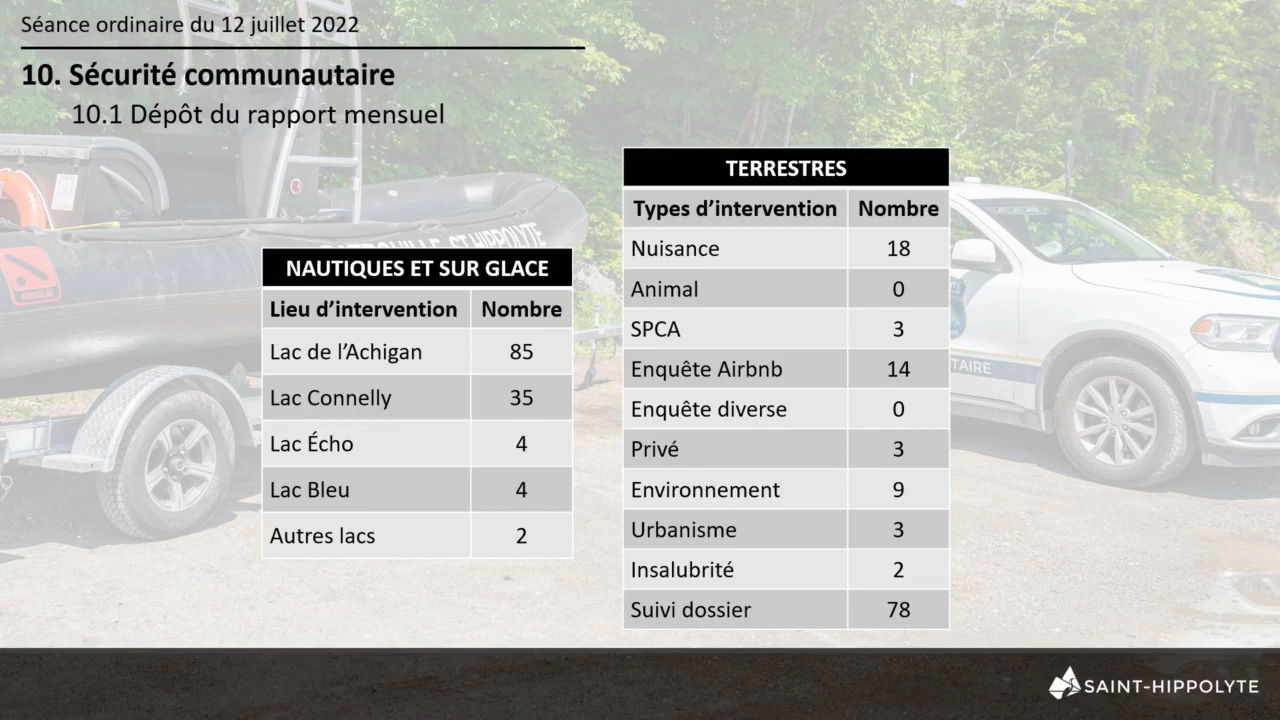 Séance ordinaire du 12 juillet 2022
10. Sécurité communautaire
10.1 Dépôt du rapport mensuel
NAUTIQUES ET SUR GLACE
Lieu d’intervention Nombre
Lac de l’Achigan 85
Lac Connelly 35
Lac Écho 4
Lac Bleu 4
Autres lacs 2
TERRESTRES
Types d’intervention Nombre
Nuisance 18
Animal 0
SPCA 3
Enquête Airbnb 14
Enquête diverse 0
Privé 3
Environnement 9
Urbanisme 3
Insalubrité 2
Suivi dossier 78
ST-HIPPOLYTE
TAIRE
SAINT-HIPPOLYTE